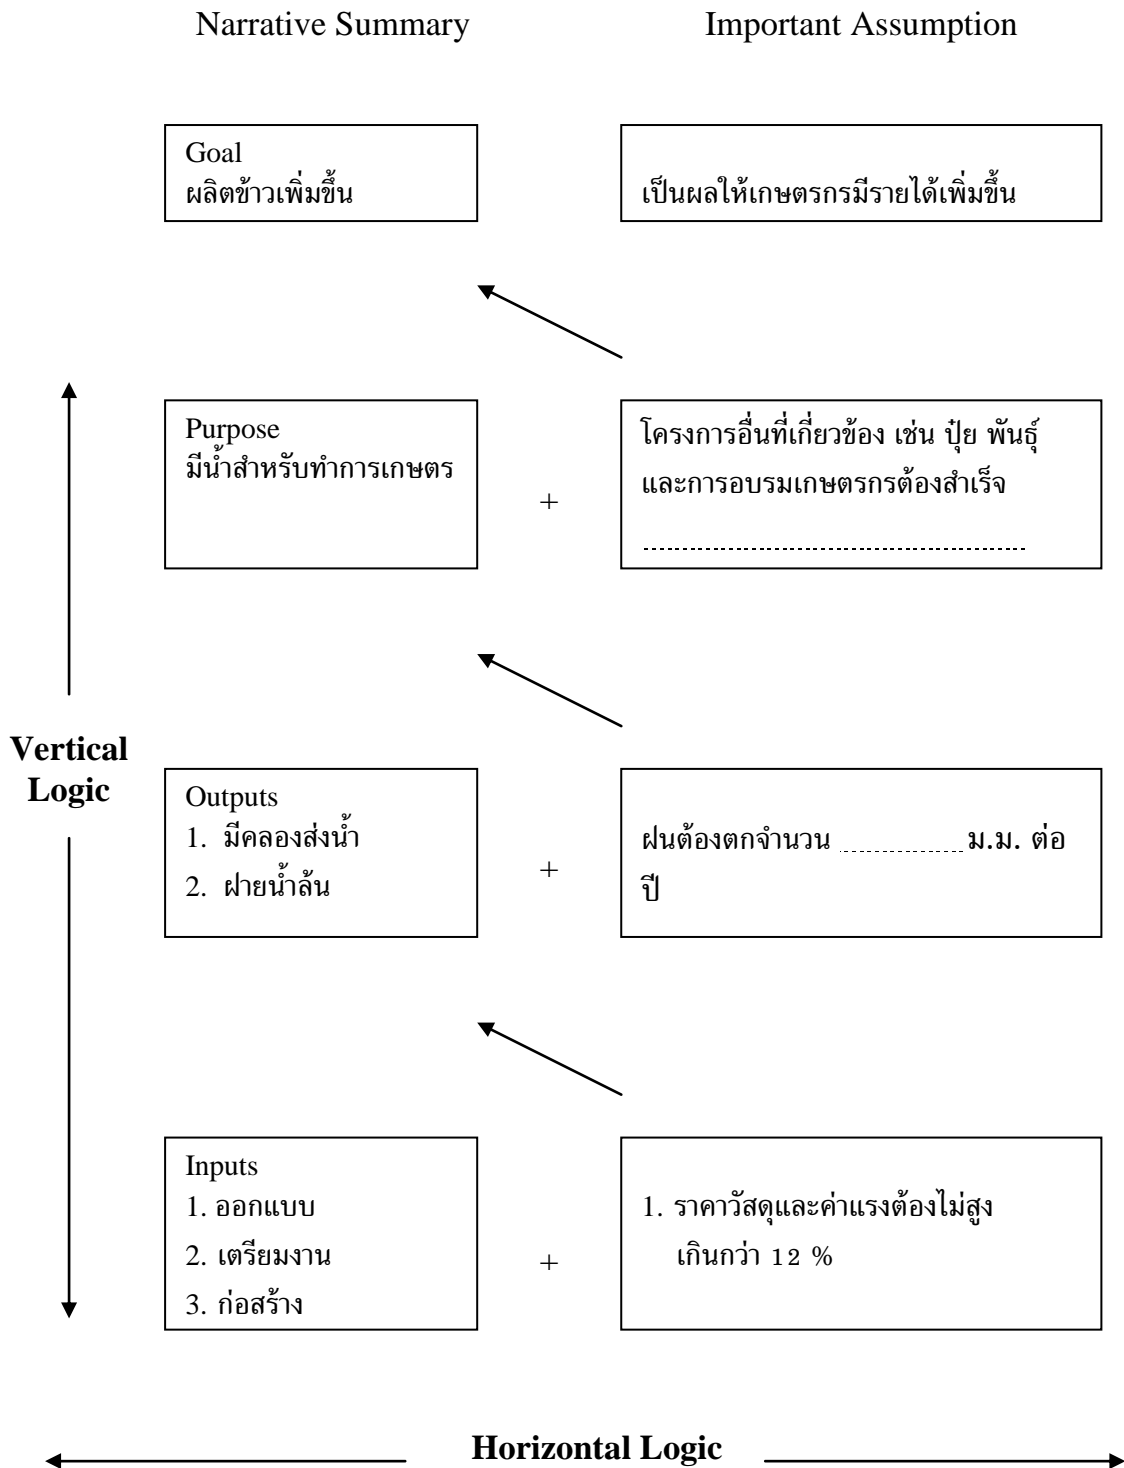 Narrative Summary
Important Assumption
Goal
ผลิตข้าวเพิ่มขึ้น
เป็นผลให้เกษตรกรมีรายได้เพิ่มขึ้น
Purpose
มีน้ำสำหรับทำการเกษตร
+
โครงการอื่นที่เกี่ยวข้อง เช่น ปุ๋ย พันธุ์
และการอบรมเกษตรกรต้องสำเร็จ
................................................
Vertical
Logic
Outputs
1. มีคลองส่งน้ำ
2. ฝายน้ำล้น
+
ฝนต้องตกจำนวน ................ ม.ม. ต่อ
ปี
Inputs
1. ออกแบบ
2. เตรียมงาน
3. ก่อสร้าง
+
1. ราคาวัสดุและค่าแรงต้องไม่สูง
เกินกว่า 12 %
Horizontal Logic